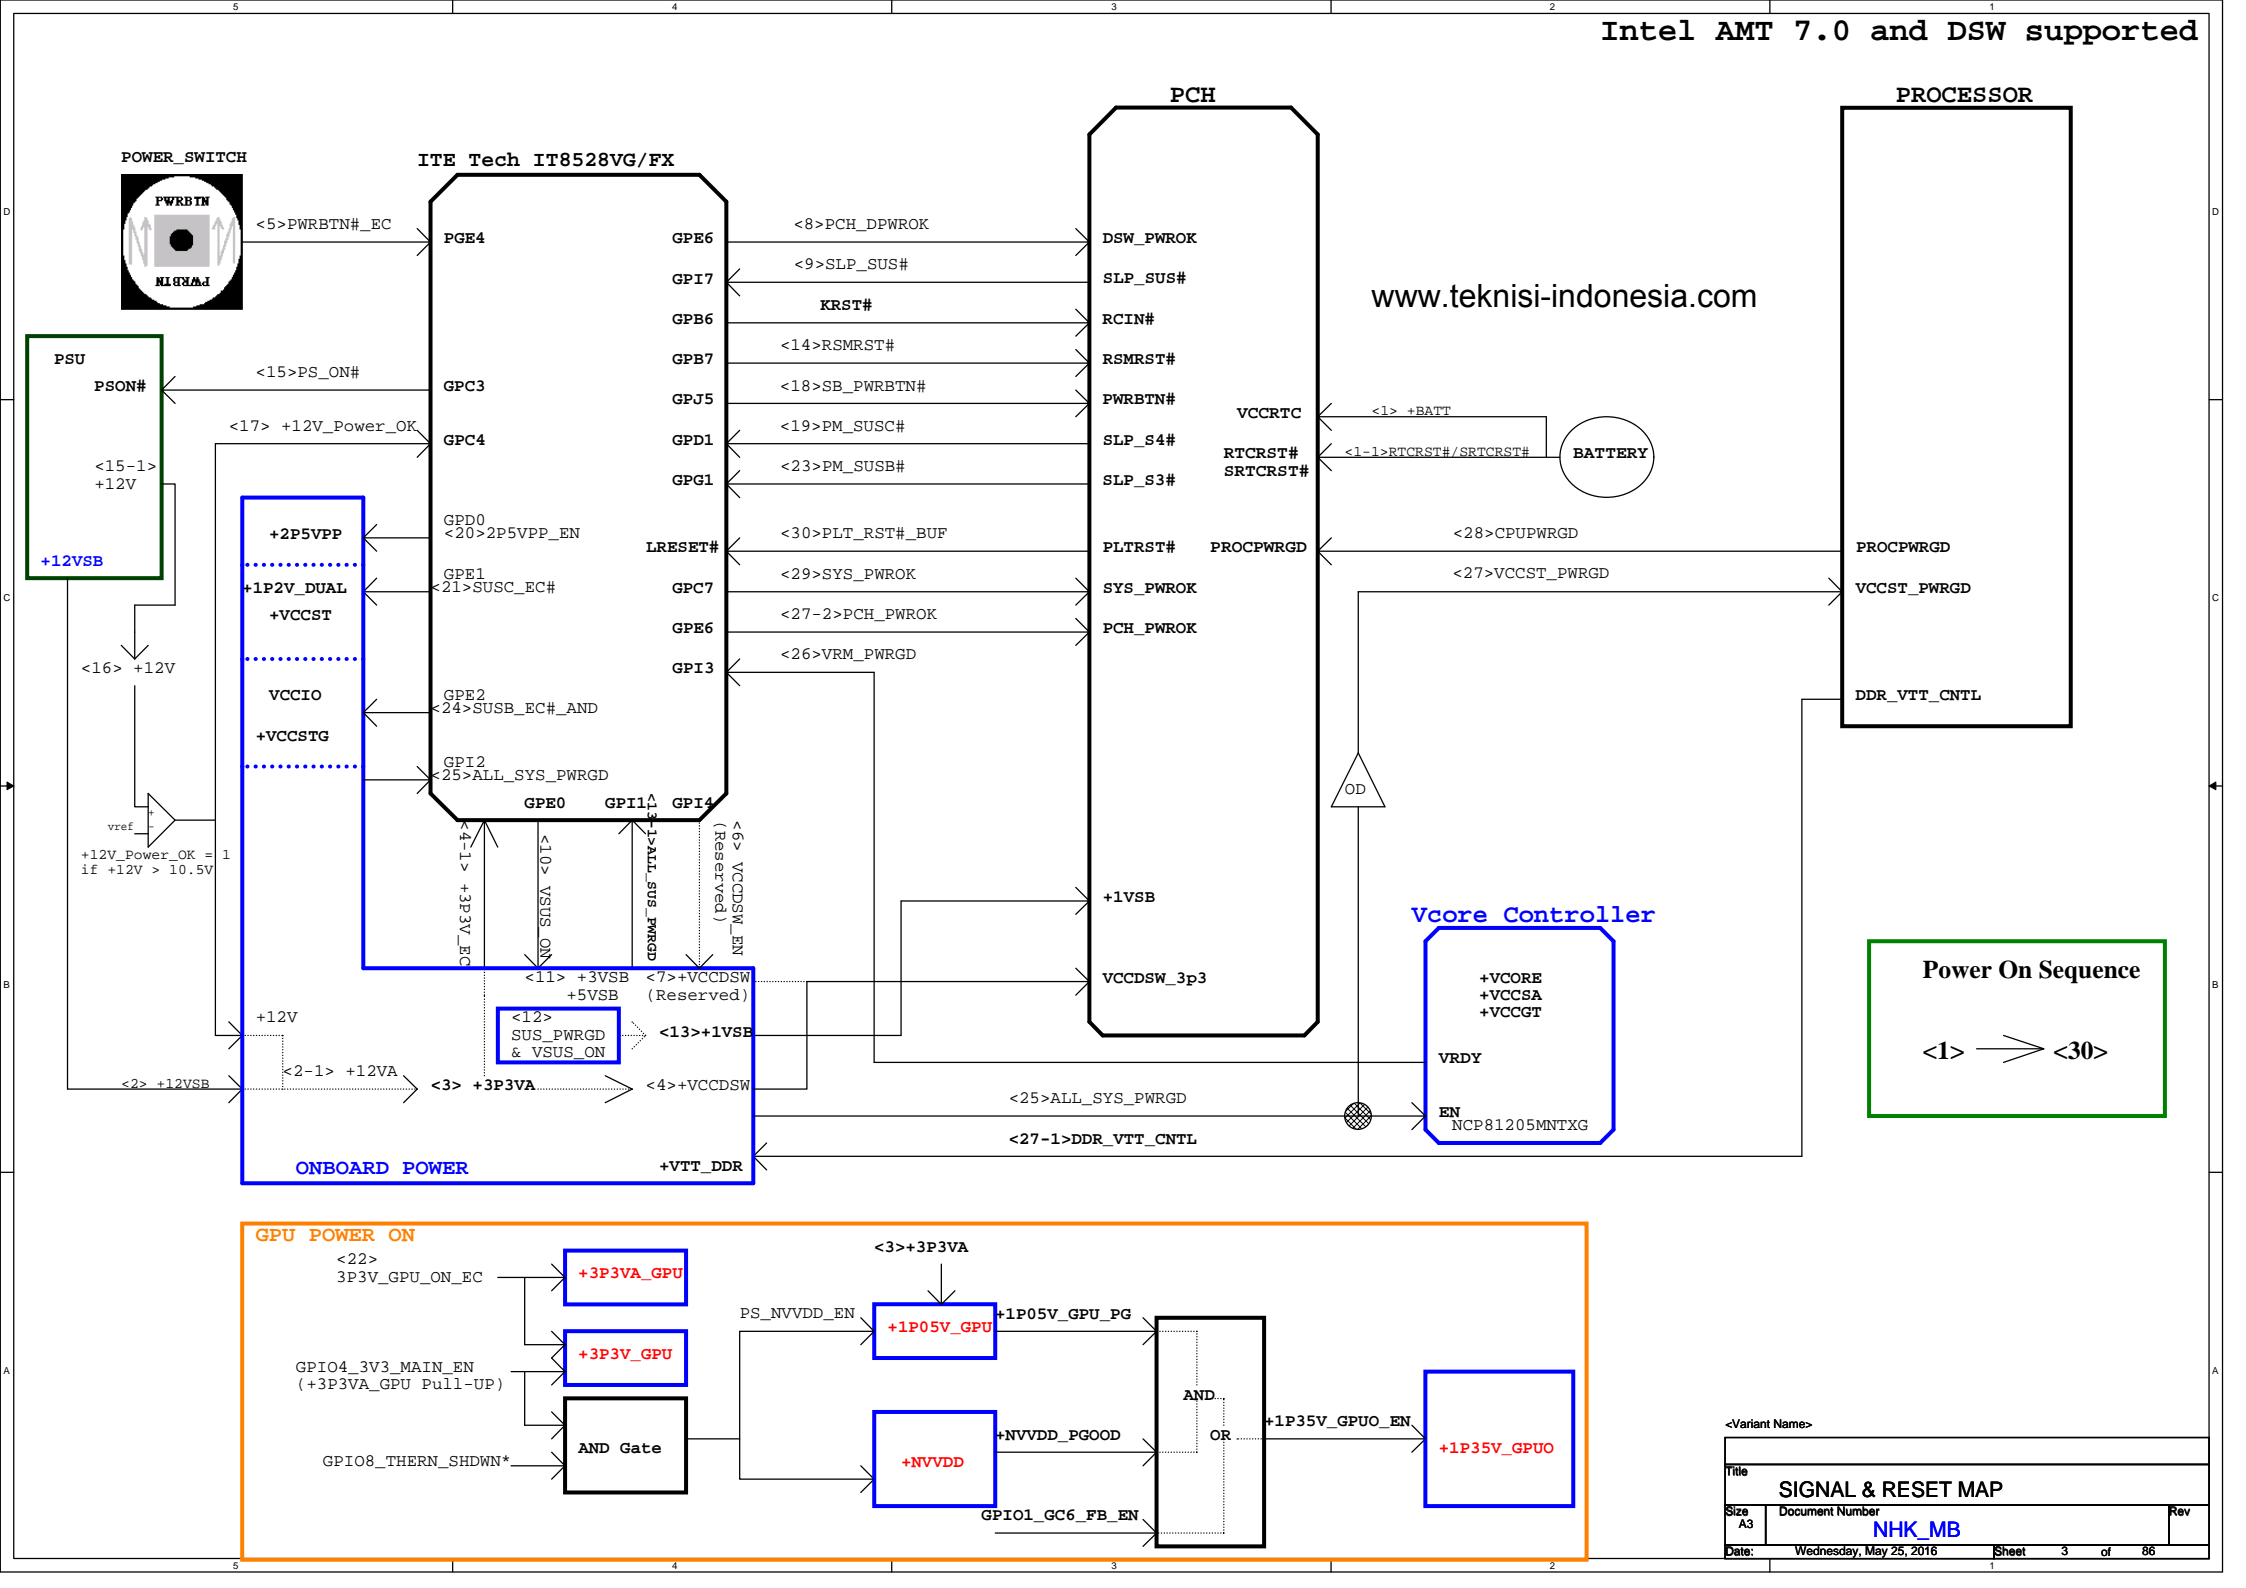 5 4 3 2 1
Intel AMT 7.0 and DSW supported
PCH
PROCESSOR
POWER_SWITCH
ITE Tech IT8528VG/FX
PWRBTN
PWRBTN
<5>PWRBTN#_EC
PGE4
GPE6
<8>PCH_DPWROK
DSW_PWROK
GPI7
<9>SLP_SUS#
SLP_SUS#
www.teknisi-indonesia.com
GPB6
KRST#
RCIN#
GPB7
<14>RSMRST#
RSMRST#
PSU
PSON#
<15>PS_ON#
GPC3
GPJ5
<18>SB_PWRBTN#
PWRBTN#
VCCRTC
<1> +BATT
<17> +12V_Power_OK
GPC4
GPD1
<19>PM_SUSC#
SLP_S4#
RTCRST#
SRTCRST#
<1-1>RTCRST#/SRTCRST#
BATTERY
<15-1>
+12V
GPG1
<23>PM_SUSB#
SLP_S3#
+12VSB
+2P5VPP
GPD0
<20>2P5VPP_EN
LRESET#
<30>PLT_RST#_BUF
PLTRST#
PROCPWRGD
<28>CPUPWRGD
PROCPWRGD
+1P2V_DUAL
+VCCST
GPE1
<21>SUSC_EC#
GPC7
<29>SYS_PWROK
SYS_PWROK
<27>VCCST_PWRGD
VCCST_PWRGD
GPE6
<27-2>PCH_PWROK
PCH_PWROK
<16> +12V
GPI3
<26>VRM_PWRGD
VCCIO
+VCCSTG
GPE2
<24>SUSB_EC#_AND
DDR_VTT_CNTL
GPI2
<25>ALL_SYS_PWRGD
OD
GPE0
GPI1
GPI4
vref
+
-
+12V_Power_OK = 1
if +12V > 10.5V
<4-1> +3P3V_EC
<10> VSUS_ON
<13-1>ALL_SUS_PWRGD
<6> VCCDSW_EN
(Reserved)
+1VSB
Vcore Controller
<11> +3VSB
+5VSB
<7>+VCCDSW
(Reserved)
VCCDSW_3p3
+VCORE
+VCCSA
+VCCGT
Power On Sequence
<1>
<30>
+12V
<12>
SUS_PWRGD
& VSUS_ON
<13>+1VSB
VRDY
<2> +12VSB
<2-1> +12VA
<3> +3P3VA
<4>+VCCDSW
<25>ALL_SYS_PWRGD
EN
NCP81205MNTXG
<27-1>DDR_VTT_CNTL
ONBOARD POWER
+VTT_DDR
GPU POWER ON
<22>
3P3V_GPU_ON_EC
+3P3VA_GPU
<3>+3P3VA
PS_NVVDD_EN
+1P05V_GPU
+1P05V_GPU_PG
+3P3V_GPU
GPIO4_3V3_MAIN_EN
(+3P3VA_GPU Pull-UP)
AND
OR
+1P35V_GPUO_EN
+1P35V_GPUO
AND Gate
GPIO8_THERN_SHDWN*
+NVVDD
+NVVDD_PGOOD
GPIO1_GC6_FB_EN
<Variant Name>
Title
SIGNAL & RESET MAP
Size
A3
Document Number
NHK_MB
Rev
Date:
Wednesday, May 25, 2016
Sheet 3 of 86
D
C
B
A
D
C
B
A
5 4 3 2 1